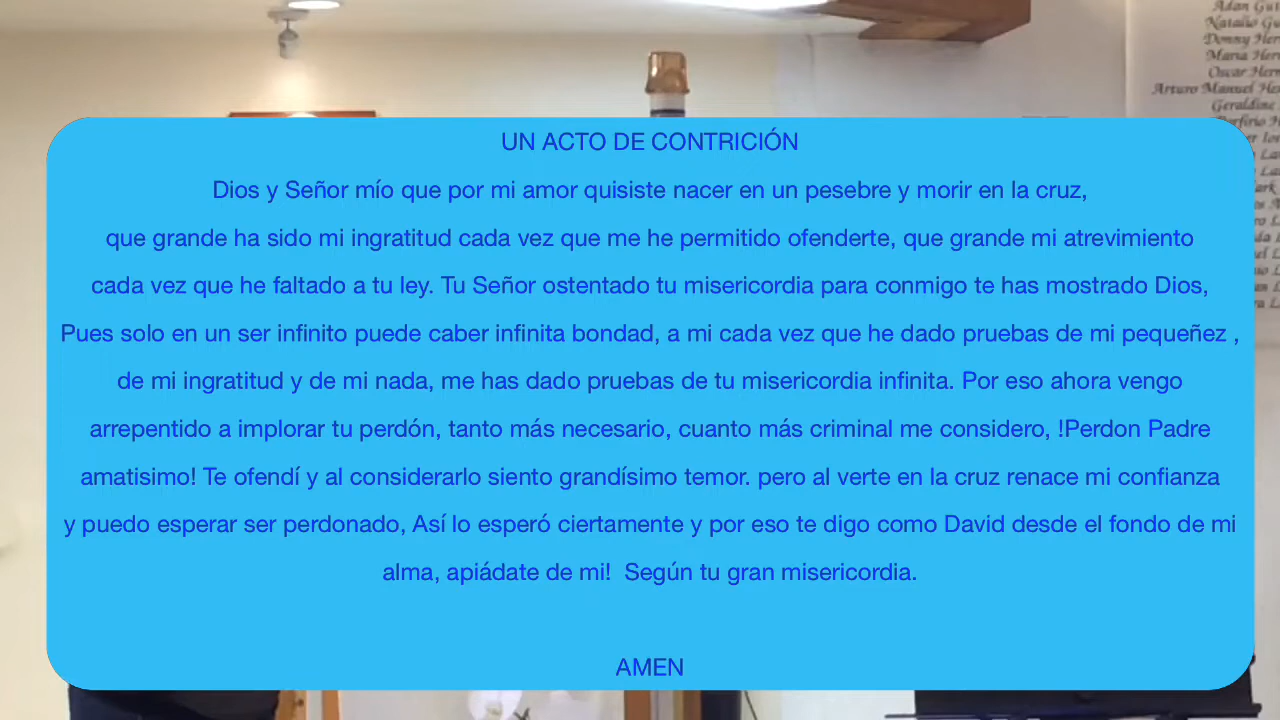 Adan Gut
Natalio Gu
Donny Her
Maria Her
Oscar Hern
Arturo Manuel He
Geraldine
UN ACTO DE CONTRICIÓN
Dios y Señor mío que por mi amor quisiste nacer en un pesebre y morir en la cruz,
que grande ha sido mi ingratitud cada vez que me he permitido ofenderte, que grande mi atrevimiento
cada vez que he faltado a tu ley. Tu Señor ostentado tu misericordia para conmigo te has mostrado Dios,
Pues solo en un ser infinito puede caber infinita bondad, a mi cada vez que he dado pruebas de mi pequeñez ,
de mi ingratitud y de mi nada, me has dado pruebas de tu misericordia infinita. Por eso ahora vengo
arrepentido a implorar tu perdón, tanto más necesario, cuanto más criminal me considero, !Perdon Padre
amatisimo! Te ofendí y al considerarlo siento grandísimo temor. pero al verte en la cruz renace mi confianza
y puedo esperar ser perdonado, Así lo esperó ciertamente y por eso te digo como David desde el fondo de mi
alma, apiádate de mi!  Según tu gran misericordia.
AMEN